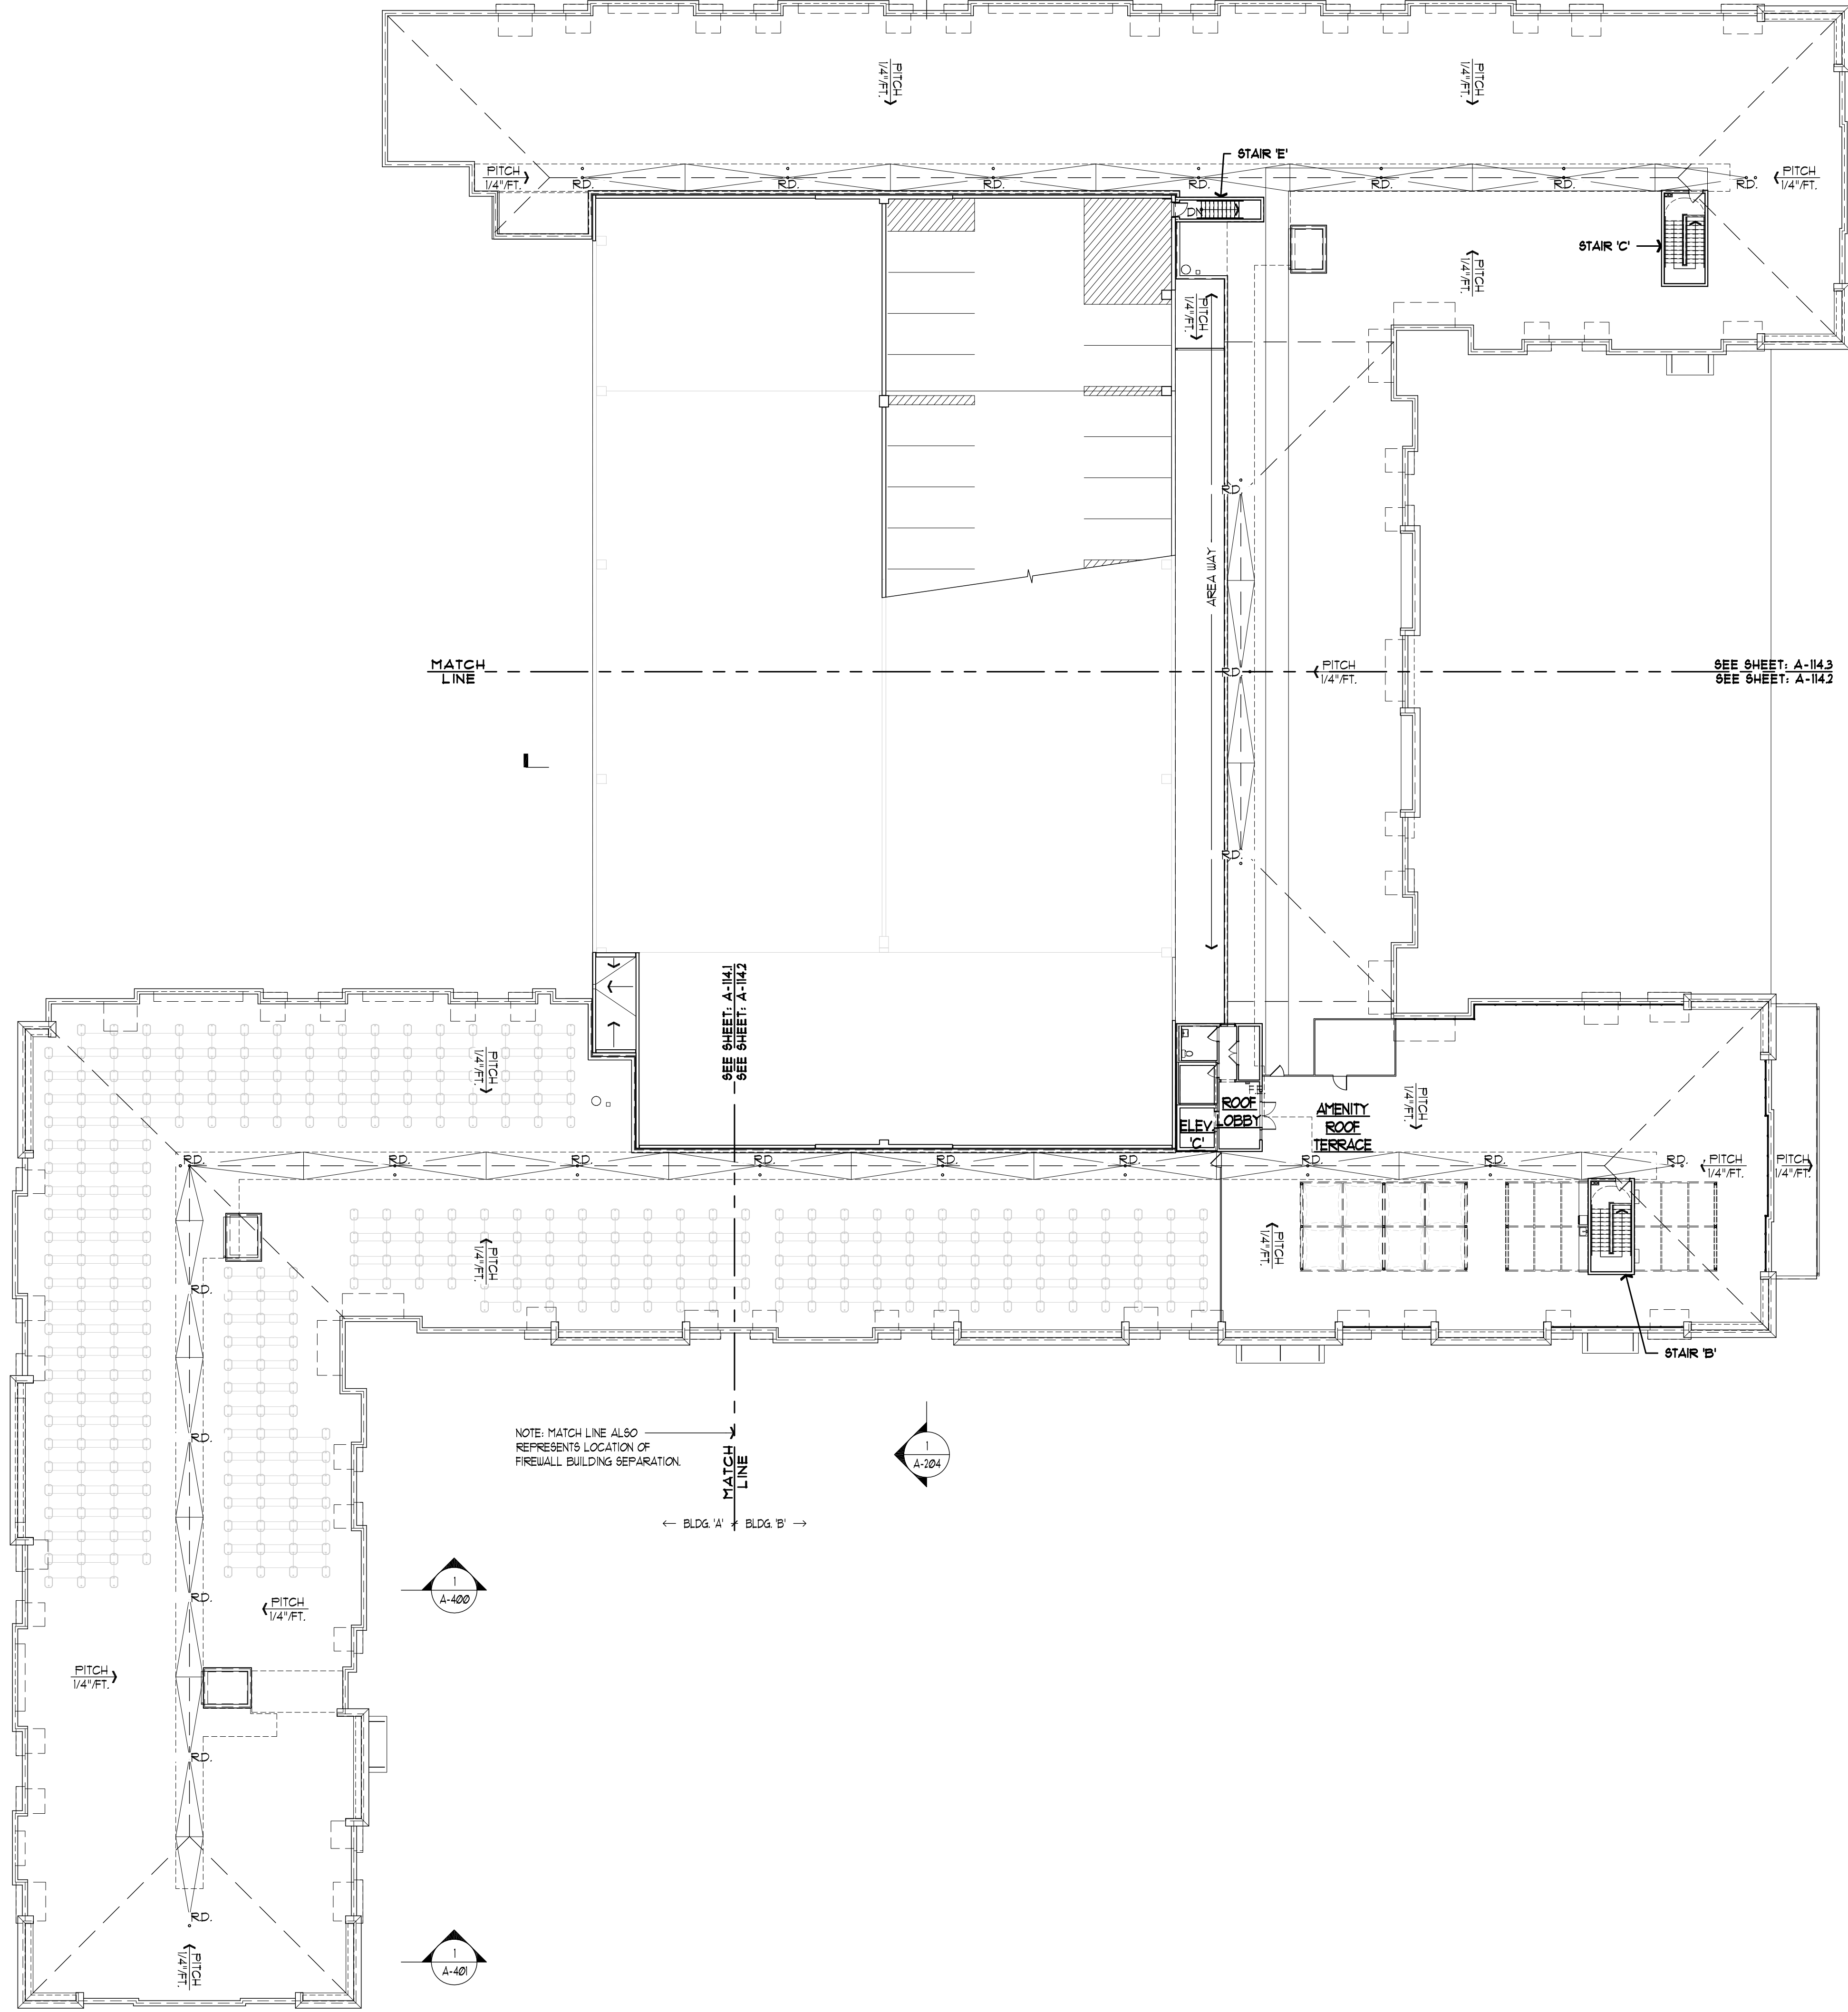 PITCH
1/4"/FT.
PITCH
1/4"/FT.
STAIR 'E'
PITCH
1/4"/FT.
RD.
RD.
RD.
RD.
RD.
RD.
RD.
PITCH
1/4"/FT.
DN
STAIR 'C'
PITCH
1/4"/FT.
PITCH
1/4"/FT.
RD.
AREA WAY
MATCH
LINE
RD.
PITCH
1/4"/FT.
SEE SHEET: A-114.3
SEE SHEET: A-114.2
RD.
SEE SHEET: A-114.1
SEE SHEET: A-114.2
PITCH
1/4"/FT.
ROOF
LOBBY
ELEV.
'C'
AMENITY
ROOF
TERRACE
PITCH
1/4"/FT.
RD.
RD.
RD.
RD.
RD.
RD.
RD.
RD.
RD.
PITCH
1/4"/FT.
PITCH
1/4"/FT.
PITCH
1/4"/FT.
PITCH
1/4"/FT.
RD.
STAIR 'B'
RD.
NOTE: MATCH LINE ALSO
REPRESENTS LOCATION OF
FIREWALL BUILDING SEPARATION.
MATCH
LINE
1
A-204
BLDG. 'A'
BLDG. 'B'
1
A-400
RD.
PITCH
1/4"/FT.
PITCH
1/4"/FT.
RD.
RD.
PITCH
1/4"/FT.
1
A-401